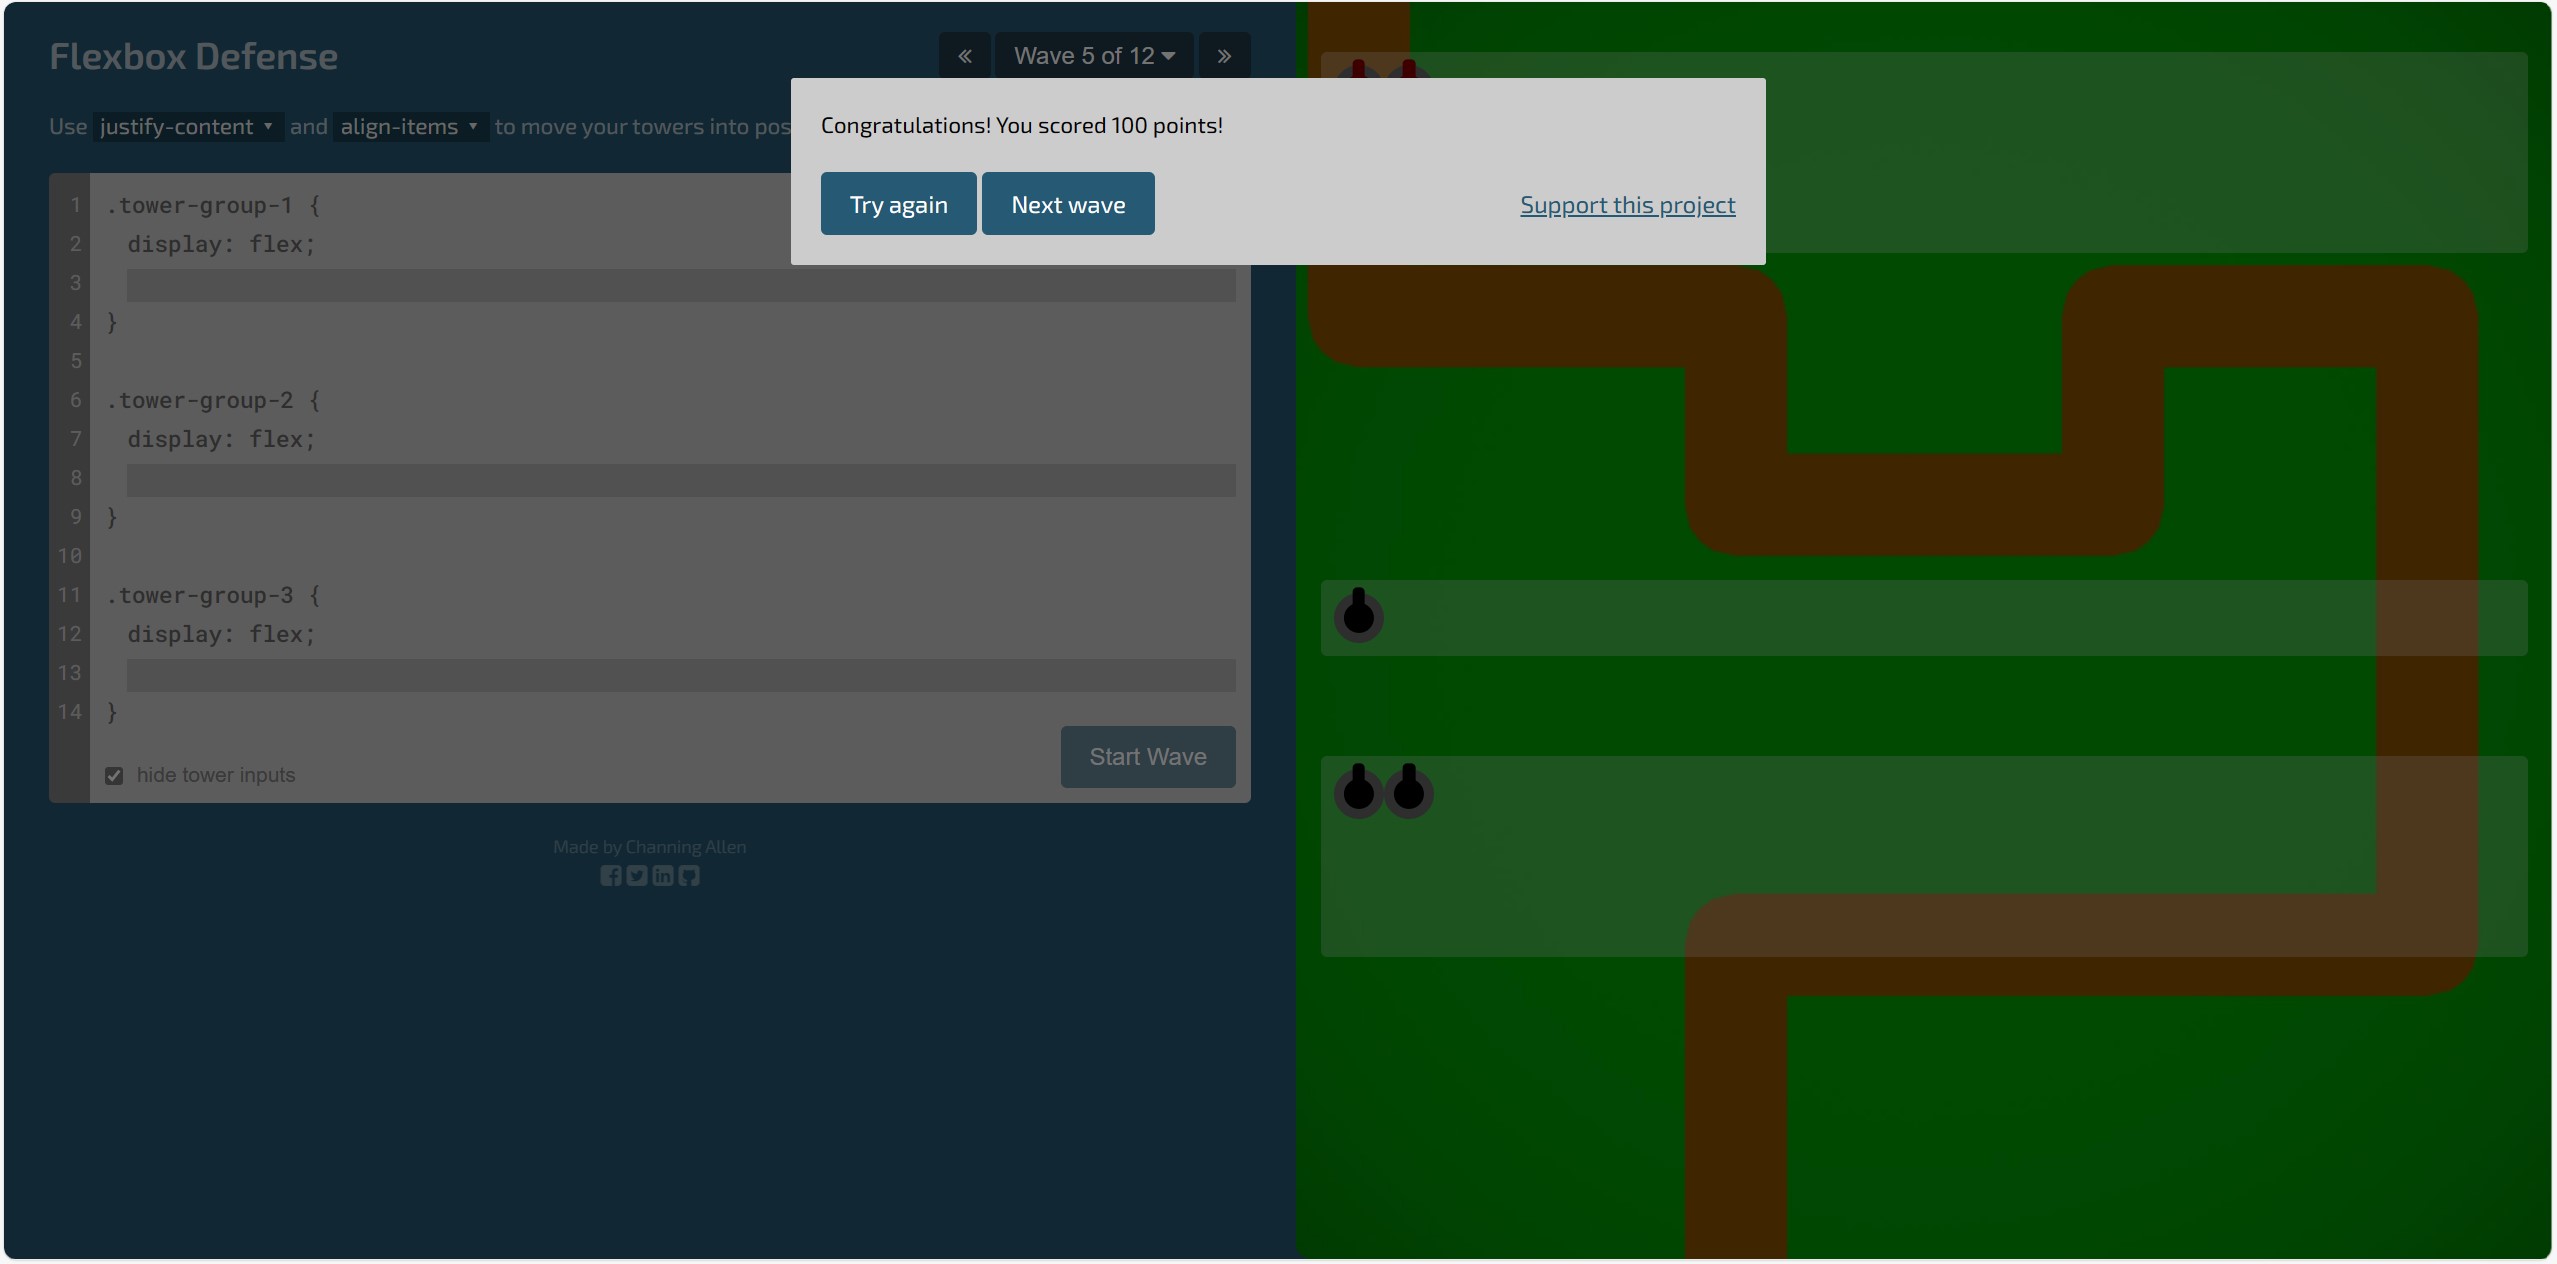 Flexbox Defense
« Wave 5 of 12 »
Use justify-content and align-items to move your towers into pos
Congratulations! You scored 100 points!
Try again Next wave Support this project
1 .tower-group-1 {
2 display: flex;
3
4 }
5
6 .tower-group-2 {
7 display: flex;
8
9 }
10
11 .tower-group-3 {
12 display: flex;
13
14 }
hide tower inputs
Start Wave
Made by Channing Allen